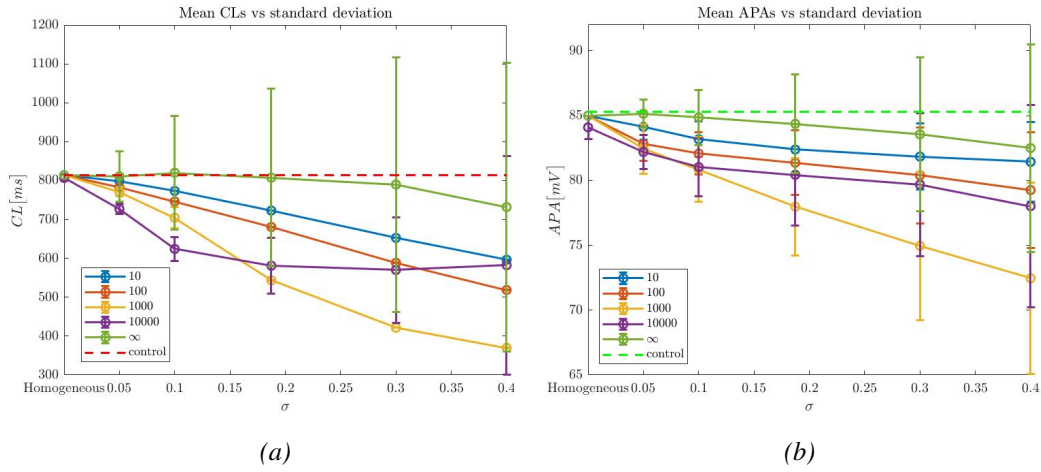 Mean CLs vs standard deviation
1200
1100
1000
900
800
700
600
500
400
300
CL[ms]
10
100
1000
10000
∞
control
Homogeneous 0.05 0.1 0.15 0.2 0.25 0.3 0.35 0.4
σ
(a)
Mean APAs vs standard deviation
90
85
80
75
70
65
APA[mV]
10
100
1000
10000
∞
control
Homogeneous 0.05 0.1 0.15 0.2 0.25 0.3 0.35 0.4
σ
(b)